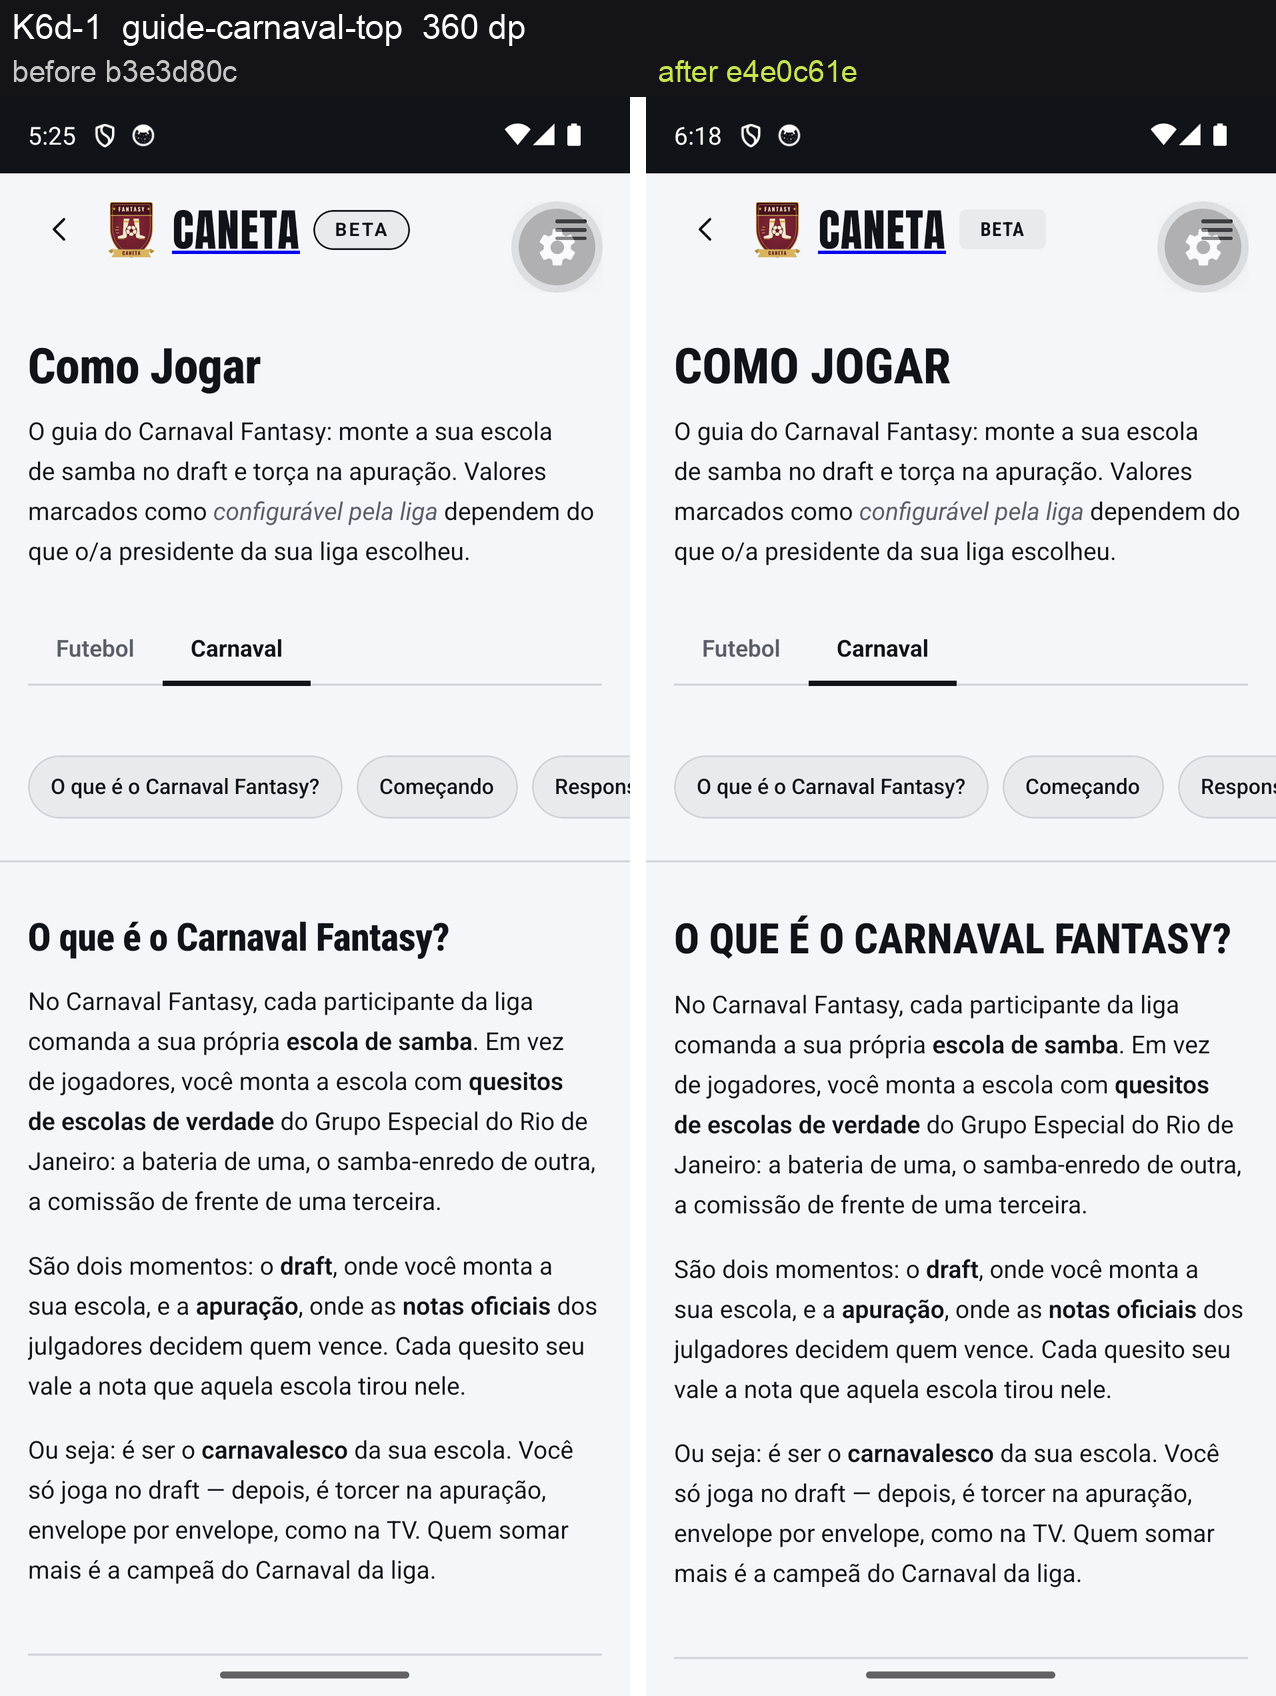 K6d-1 guide-carnaval-top 360 dp
before b3e3d80c
after e4e0c61e
5:25
FANTASY
CANETA
CANETA
BETA
Como Jogar
O guia do Carnaval Fantasy: monte a sua escola
de samba no draft e torça na apuração. Valores
marcados como configurável pela liga dependem do
que o/a presidente da sua liga escolheu.
Futebol
Carnaval
O que é o Carnaval Fantasy?
Começando
Respons
O que é o Carnaval Fantasy?
No Carnaval Fantasy, cada participante da liga
comanda a sua própria escola de samba. Em vez
de jogadores, você monta a escola com quesitos
de escolas de verdade do Grupo Especial do Rio de
Janeiro: a bateria de uma, o samba-enredo de outra,
a comissão de frente de uma terceira.
São dois momentos: o draft, onde você monta a
sua escola, e a apuração, onde as notas oficiais dos
julgadores decidem quem vence. Cada quesito seu
vale a nota que aquela escola tirou nele.
Ou seja: é ser o carnavalesco da sua escola. Você
só joga no draft — depois, é torcer na apuração,
envelope por envelope, como na TV. Quem somar
mais é a campeã do Carnaval da liga.
6:18
FANTASY
CANETA
CANETA
BETA
COMO JOGAR
O guia do Carnaval Fantasy: monte a sua escola
de samba no draft e torça na apuração. Valores
marcados como configurável pela liga dependem do
que o/a presidente da sua liga escolheu.
Futebol
Carnaval
O que é o Carnaval Fantasy?
Começando
Respons
O QUE É O CARNAVAL FANTASY?
No Carnaval Fantasy, cada participante da liga
comanda a sua própria escola de samba. Em vez
de jogadores, você monta a escola com quesitos
de escolas de verdade do Grupo Especial do Rio de
Janeiro: a bateria de uma, o samba-enredo de outra,
a comissão de frente de uma terceira.
São dois momentos: o draft, onde você monta a
sua escola, e a apuração, onde as notas oficiais dos
julgadores decidem quem vence. Cada quesito seu
vale a nota que aquela escola tirou nele.
Ou seja: é ser o carnavalesco da sua escola. Você
só joga no draft — depois, é torcer na apuração,
envelope por envelope, como na TV. Quem somar
mais é a campeã do Carnaval da liga.